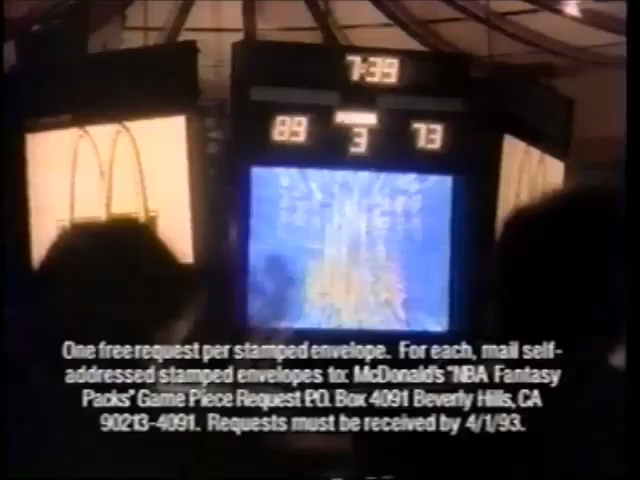 7:39
89 73
3
One free request per stamped envelope. For each, mail self-
addressed stamped envelopes to: McDonald's "NBA Fantasy
Packs" Game Piece Request P.O. Box 4091 Beverly Hills, CA
90213-4091. Requests must be received by 4/1/93.